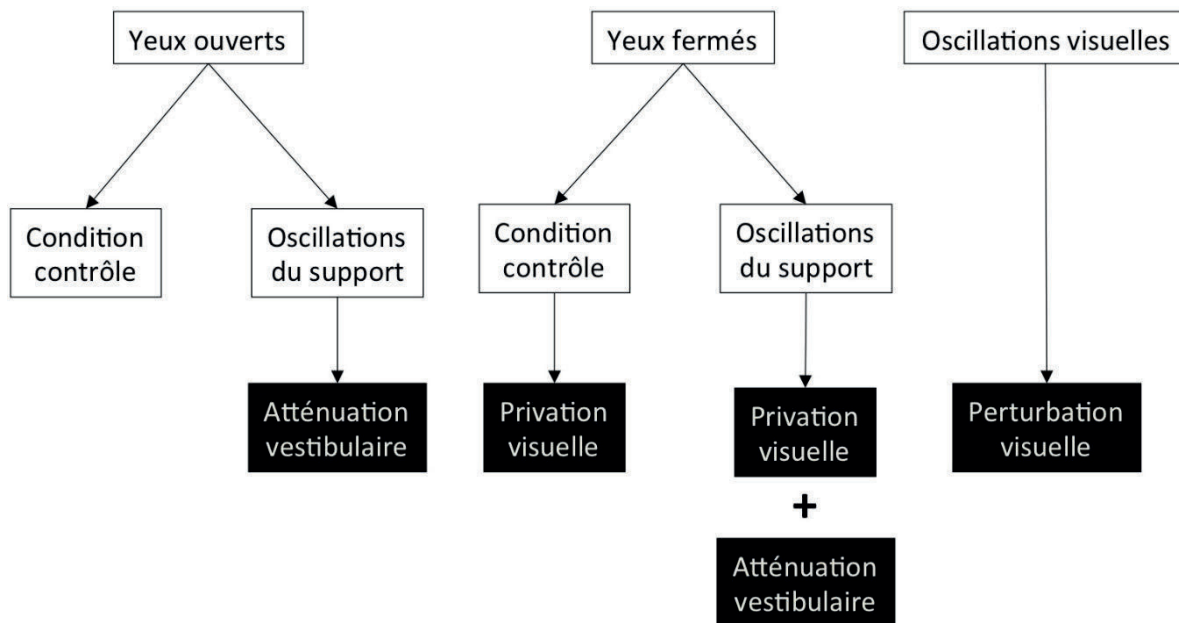 Yeux ouverts
Yeux fermés
Oscillations visuelles
Condition
contrôle
Oscillations
du support
Condition
contrôle
Oscillations
du support
Atténuation
vestibulaire
Privation
visuelle
Privation
visuelle
+
Atténuation
vestibulaire
Perturbation
visuelle